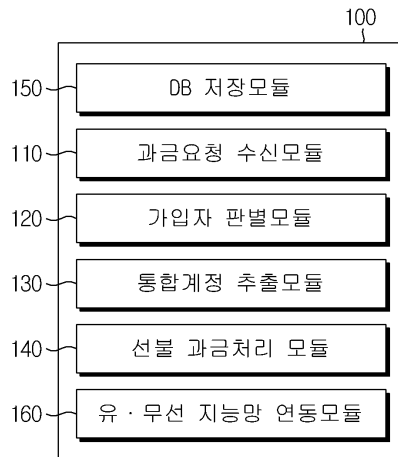 100
150 DB 저장모듈
110 과금요청 수신모듈
120 가입자 판별모듈
130 통합계정 추출모듈
140 선불 과금처리 모듈
160 유·무선 지능망 연동모듈